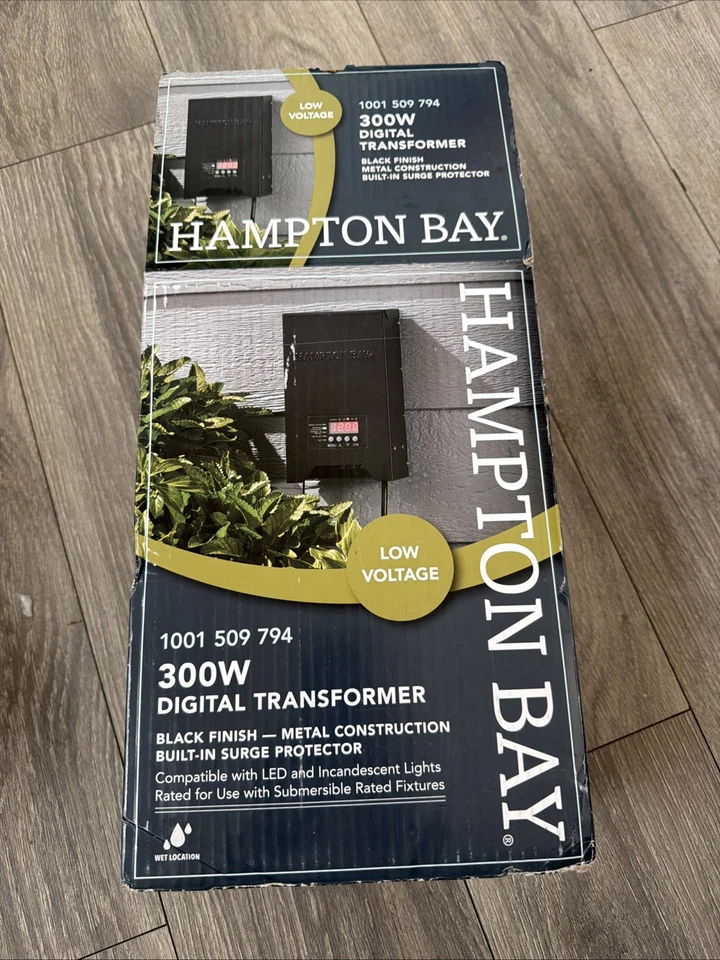 HAMPTON BAY
LOW
VOLTAGE
1001 509 794
300W
DIGITAL
TRANSFORMER
BLACK FINISH
METAL CONSTRUCTION
BUILT-IN SURGE PROTECTOR
HAMPTON BAY®
HAMPTON BAY
HAMPTON BAY®
LOW
VOLTAGE
1001 509 794
300W
DIGITAL TRANSFORMER
BLACK FINISH — METAL CONSTRUCTION
BUILT-IN SURGE PROTECTOR
Compatible with LED and Incandescent Lights
Rated for Use with Submersible Rated Fixtures
WET LOCATION